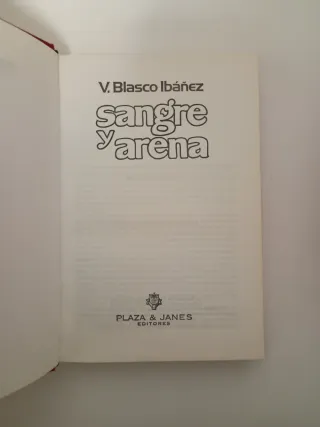 V. Blasco Ibáñez
sangre
y arena
PLAZA & JANES
EDITORES